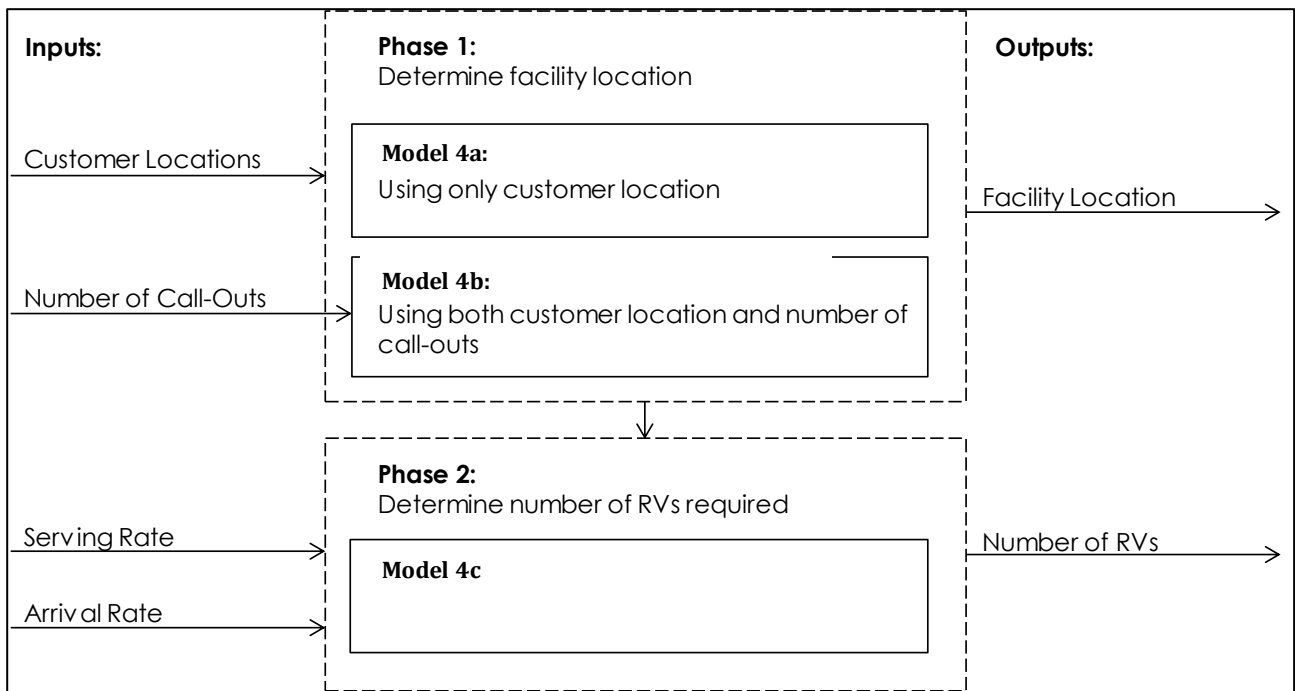 Inputs:
Customer Locations
Number of Call-Outs
Serving Rate
Arrival Rate
Phase 1:
Determine facility location
Model 4a:
Using only customer location
Model 4b:
Using both customer location and number of
call-outs
Phase 2:
Determine number of RVs required
Model 4c
Outputs:
Facility Location
Number of RVs